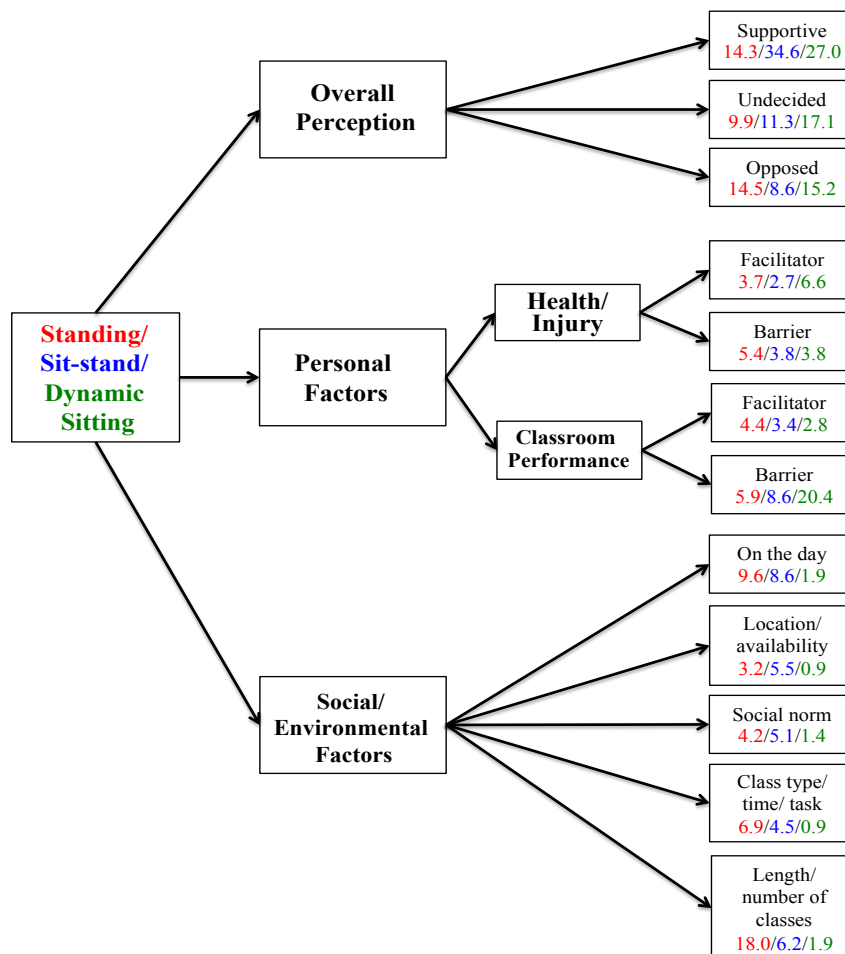 Standing/
Sit-stand/
Dynamic
Sitting
Overall
Perception
Supportive
14.3/34.6/27.0
Undecided
9.9/11.3/17.1
Opposed
14.5/8.6/15.2
Personal
Factors
Health/
Injury
Facilitator
3.7/2.7/6.6
Barrier
5.4/3.8/3.8
Classroom
Performance
Facilitator
4.4/3.4/2.8
Barrier
5.9/8.6/20.4
Social/
Environmental
Factors
On the day
9.6/8.6/1.9
Location/
availability
3.2/5.5/0.9
Social norm
4.2/5.1/1.4
Class type/
time/ task
6.9/4.5/0.9
Length/
number of
classes
18.0/6.2/1.9